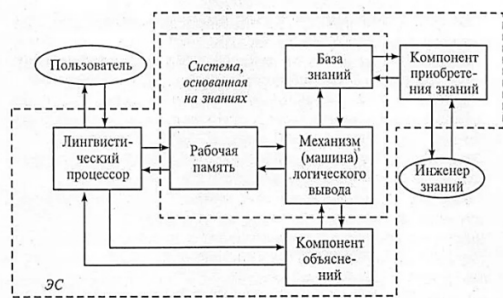 Пользователь
Система,
основанная
на знаниях
База
знаний
Компонент
приобрете-
ния знаний
Лингвисти-
ческий
процессор
Рабочая
память
Механизм
(машина)
логического
вывода
Инженер
знаний
Компонент
объясне-
ний
ЭС